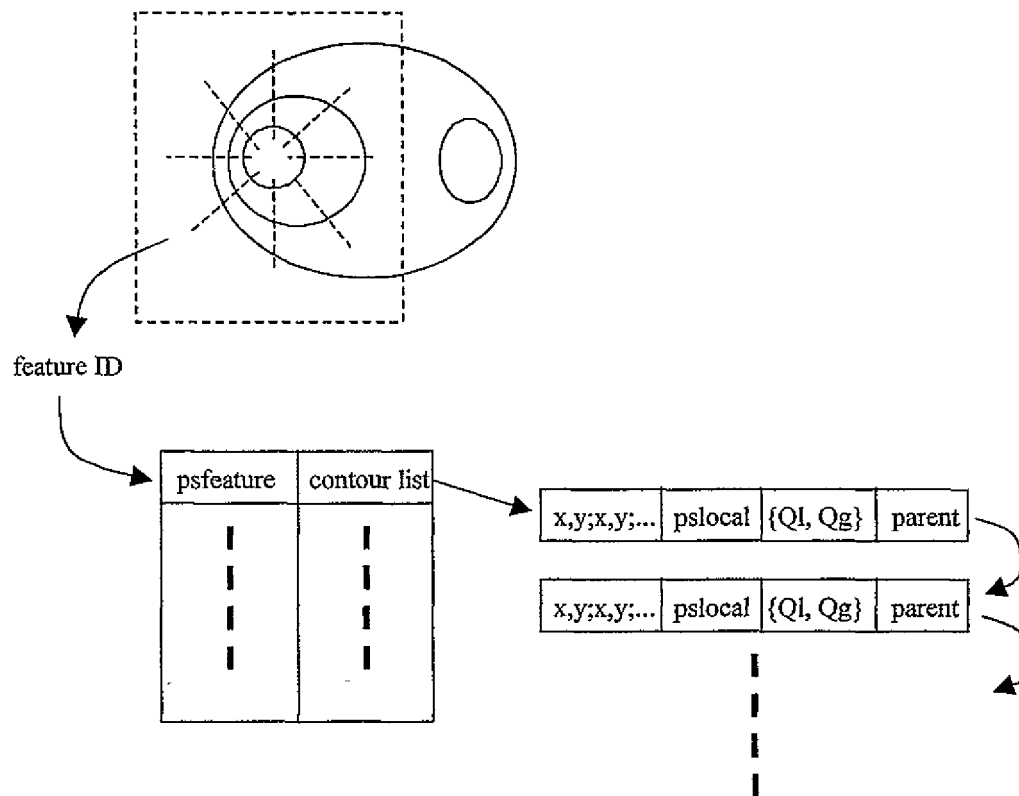 feature ID
psfeature contour list
x,y;x,y;... pslocal {Ql, Qg} parent
x,y;x,y;... pslocal {Ql, Qg} parent